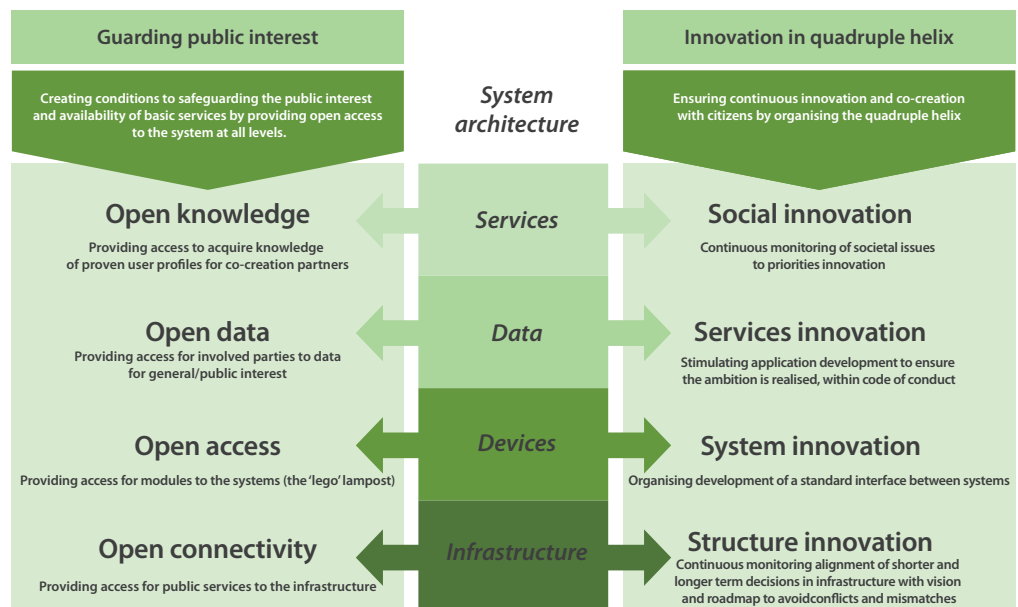 Guarding public interest
Creating conditions to safeguarding the public interest
and availability of basic services by providing open access
to the system at all levels.
System
architecture
Innovation in quadruple helix
Ensuring continuous innovation and co-creation
with citizens by organising the quadruple helix
Open knowledge
Providing access to acquire knowledge
of proven user profiles for co-creation partners
Services
Social innovation
Continuous monitoring of societal issues
to priorities innovation
Open data
Providing access for involved parties to data
for general/public interest
Data
Services innovation
Stimulating application development to ensure
the ambition is realised, within code of conduct
Open access
Providing access for modules to the systems (the ‘lego’ lampost)
Devices
System innovation
Organising development of a standard interface between systems
Open connectivity
Providing access for public services to the infrastructure
Infrastructure
Structure innovation
Continuous monitoring alignment of shorter and
longer term decisions in infrastructure with vision
and roadmap to avoidconflicts and mismatches